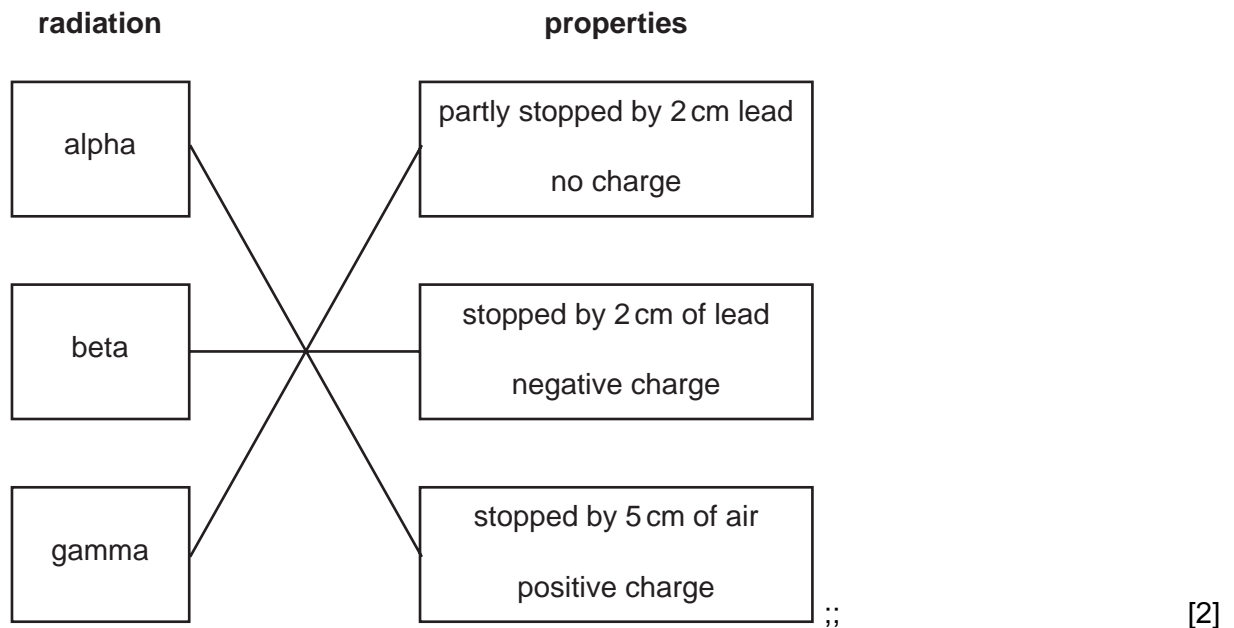 radiation properties
alpha
partly stopped by 2 cm lead
no charge
beta
stopped by 2 cm of lead
negative charge
gamma
stopped by 5 cm of air
positive charge ;; [2]